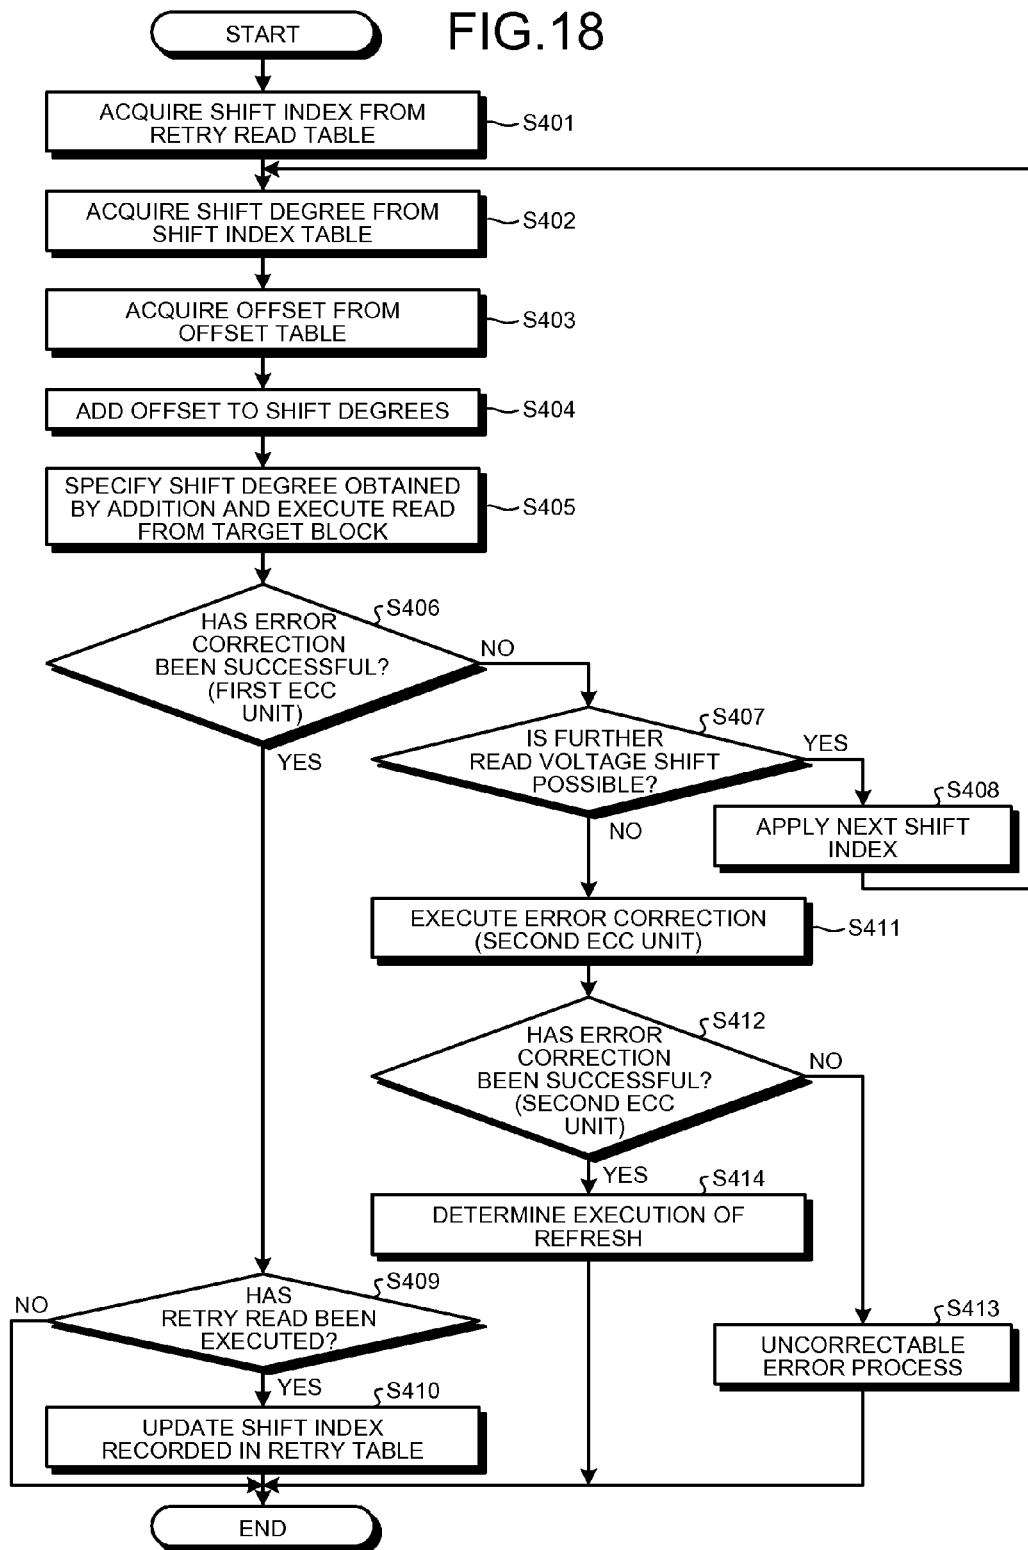 FIG.18
START
ACQUIRE SHIFT INDEX FROM
RETRY READ TABLE
S401
ACQUIRE SHIFT DEGREE FROM
SHIFT INDEX TABLE
S402
ACQUIRE OFFSET FROM
OFFSET TABLE
S403
ADD OFFSET TO SHIFT DEGREES
S404
SPECIFY SHIFT DEGREE OBTAINED
BY ADDITION AND EXECUTE READ
FROM TARGET BLOCK
S405
S406
HAS ERROR
CORRECTION
BEEN SUCCESSFUL?
(FIRST ECC
UNIT)
NO
YES
S407
IS FURTHER
READ VOLTAGE SHIFT
POSSIBLE?
YES
NO
S408
APPLY NEXT SHIFT
INDEX
EXECUTE ERROR CORRECTION
(SECOND ECC UNIT)
S411
S412
HAS ERROR
CORRECTION
BEEN SUCCESSFUL?
(SECOND ECC
UNIT)
NO
YES
S414
DETERMINE EXECUTION OF
REFRESH
S409
HAS
RETRY READ BEEN
EXECUTED?
NO
YES
S413
UNCORRECTABLE
ERROR PROCESS
S410
UPDATE SHIFT INDEX
RECORDED IN RETRY TABLE
END